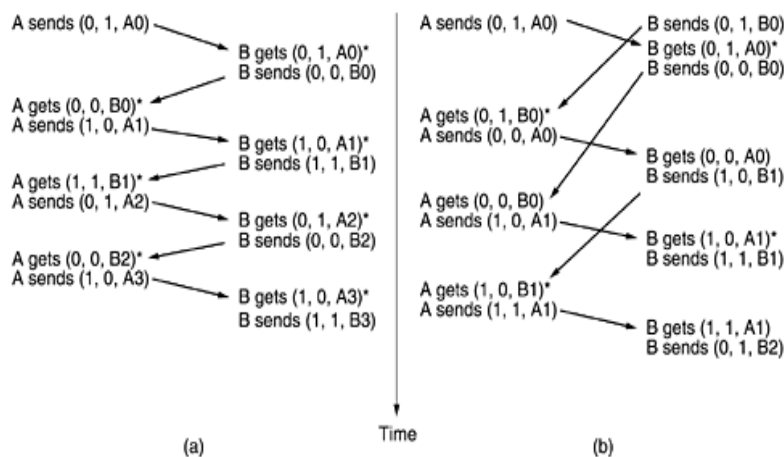 A sends (0, 1, A0)
B gets (0, 1, A0)*
B sends (0, 0, B0)
A gets (0, 0, B0)*
A sends (1, 0, A1)
B gets (1, 0, A1)*
B sends (1, 1, B1)
A gets (1, 1, B1)*
A sends (0, 1, A2)
B gets (0, 1, A2)*
B sends (0, 0, B2)
A gets (0, 0, B2)*
A sends (1, 0, A3)
B gets (1, 0, A3)*
B sends (1, 1, B3)
(a)
Time
A sends (0, 1, A0)
B sends (0, 1, B0)
B gets (0, 1, A0)*
B sends (0, 0, B0)
A gets (0, 1, B0)*
A sends (0, 0, A0)
B gets (0, 0, A0)
B sends (1, 0, B1)
A gets (0, 0, B0)
A sends (1, 0, A1)
B gets (1, 0, A1)*
B sends (1, 1, B1)
A gets (1, 0, B1)*
A sends (1, 1, A1)
B gets (1, 1, A1)
B sends (0, 1, B2)
(b)